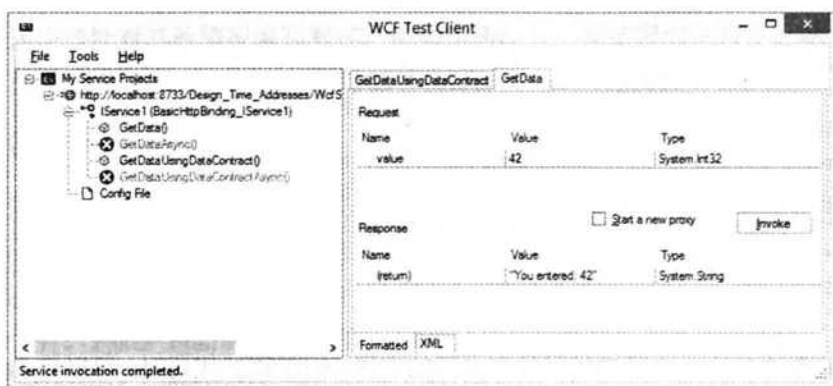 WCF Test Client
File Tools Help
My Service Projects
http://localhost:8733/Design_Time_Addresses/WcfS
IService1 (BasicHttpBinding_IService1)
GetData()
GetDataAsync()
GetDataUsingDataContract()
GetDataUsingDataContractAsync()
Config File
GetDataUsingDataContract GetData
Request
Name Value Type
value 42 System.Int32
Response
Start a new proxy
Invoke
Name Value Type
(return) "You entered: 42" System.String
Formatted XML
Service invocation completed.